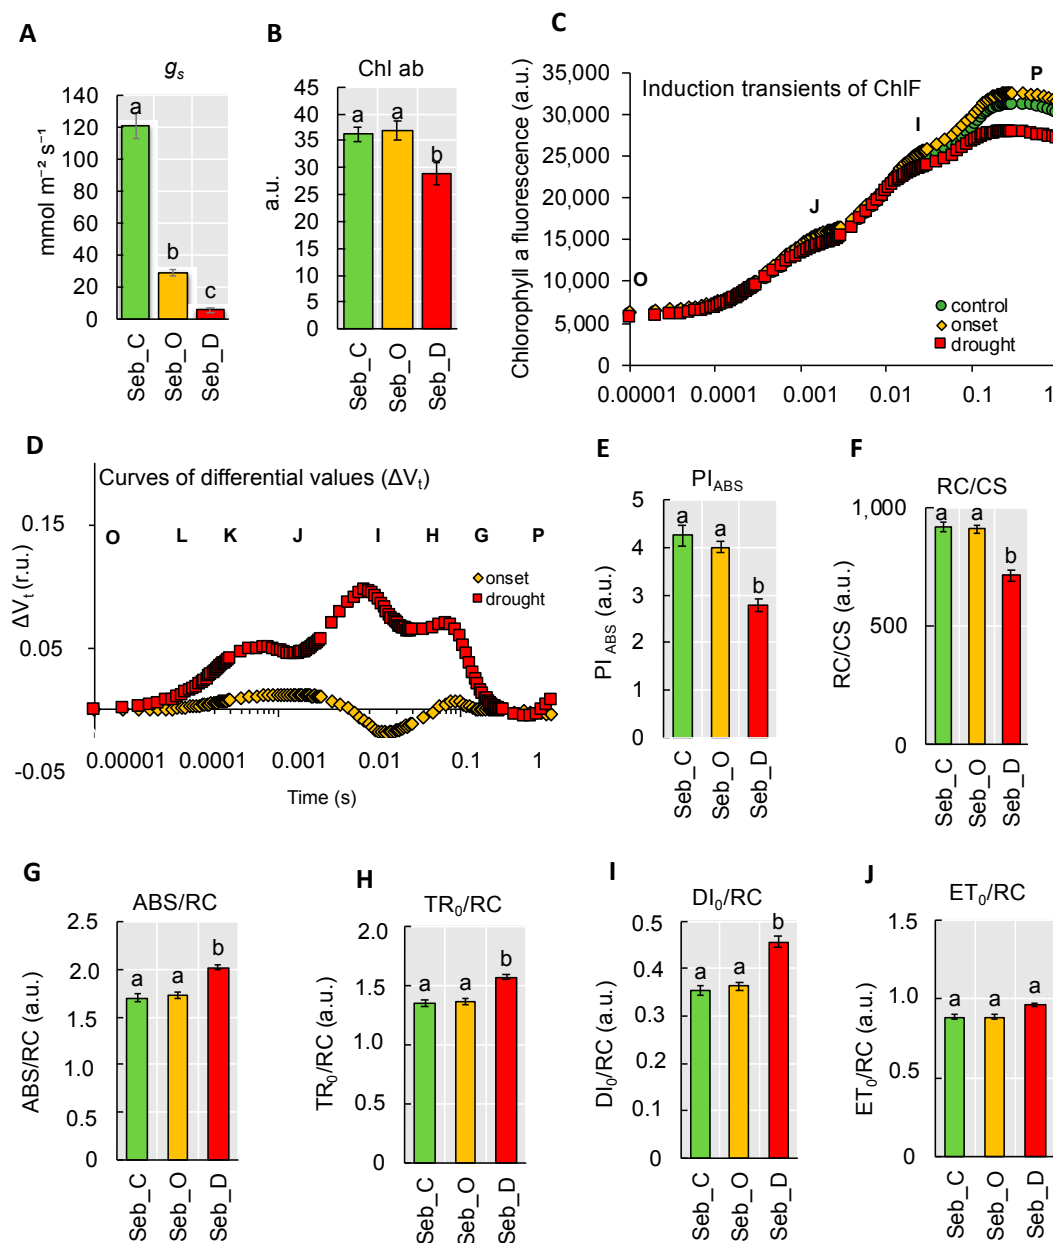 A
g_s
mmol m⁻² s⁻¹
140
120
100
80
60
40
20
0
a
b
c
Seb_C
Seb_O
Seb_D
B
Chl ab
a.u.
45
40
35
30
25
20
15
10
5
0
a
a
b
Seb_C
Seb_O
Seb_D
C
Induction transients of ChlF
Chlorophyll a fluorescence (a.u.)
35,000
30,000
25,000
20,000
15,000
10,000
5,000
0
O
J
I
P
control
onset
drought
0.00001
0.0001
0.001
0.01
0.1
1
D
Curves of differential values (ΔVₜ)
ΔVₜ (r.u.)
0.15
0.05
-0.05
O
L
K
J
I
H
G
P
onset
drought
0.00001
0.0001
0.001
0.01
0.1
1
Time (s)
E
PI_ABS
PI_ABS (a.u.)
5
4
3
2
1
0
a
a
b
Seb_C
Seb_O
Seb_D
F
RC/CS
RC/CS (a.u.)
1,000
500
0
a
a
b
Seb_C
Seb_O
Seb_D
G
ABS/RC
ABS/RC (a.u.)
2.5
2.0
1.5
1.0
0.5
0
a
a
b
Seb_C
Seb_O
Seb_D
H
TR₀/RC
TR₀/RC (a.u.)
2.0
1.5
1.0
0.5
0
a
a
b
Seb_C
Seb_O
Seb_D
I
DI₀/RC
DI₀/RC (a.u.)
0.5
0.4
0.3
0.2
0.1
0
a
a
b
Seb_C
Seb_O
Seb_D
J
ET₀/RC
ET₀/RC (a.u.)
1.5
1.0
0.5
0
a
a
a
Seb_C
Seb_O
Seb_D